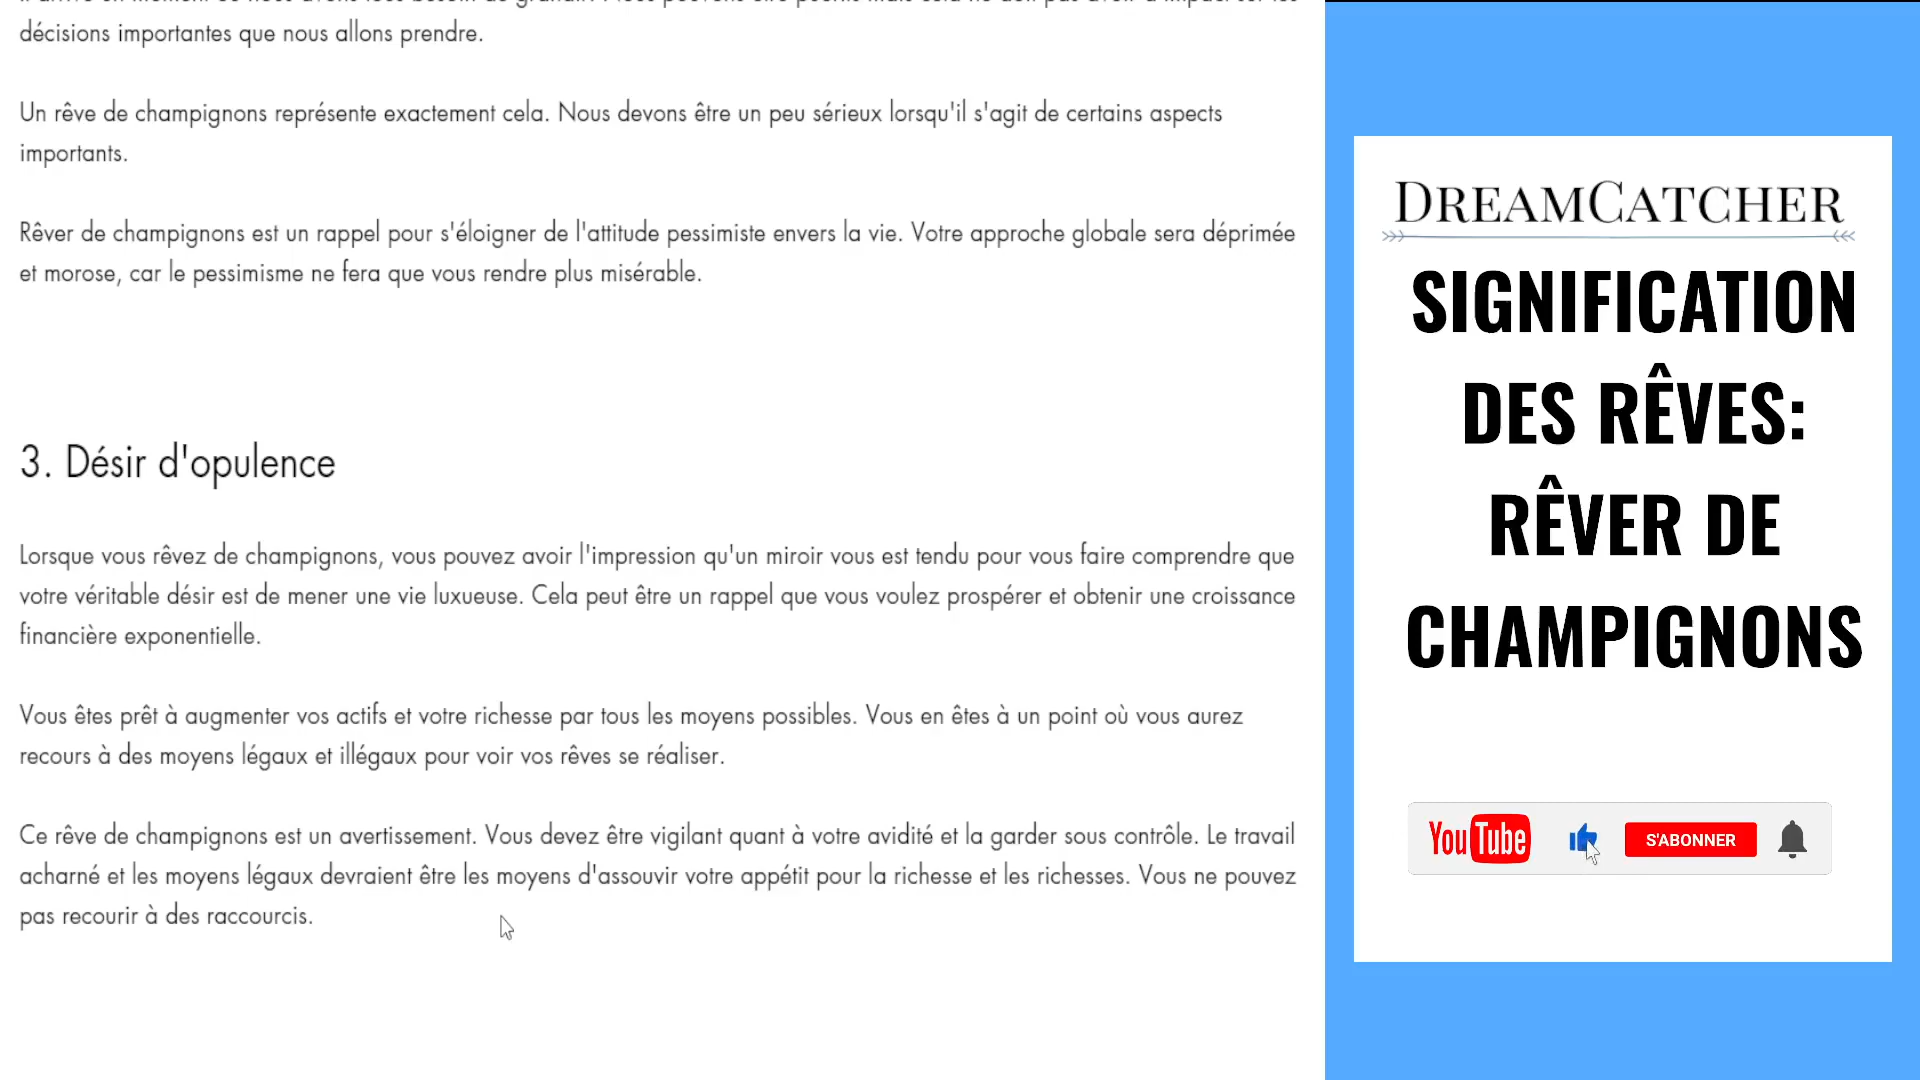 décisions importantes que nous allons prendre.
Un rêve de champignons représente exactement cela. Nous devons être un peu sérieux lorsqu'il s'agit de certains aspects
importants.
Rêver de champignons est un rappel pour s'éloigner de l'attitude pessimiste envers la vie. Votre approche globale sera déprimée
et morose, car le pessimisme ne fera que vous rendre plus misérable.
3. Désir d'opulence
Lorsque vous rêvez de champignons, vous pouvez avoir l'impression qu'un miroir vous est tendu pour vous faire comprendre que
votre véritable désir est de mener une vie luxueuse. Cela peut être un rappel que vous voulez prospérer et obtenir une croissance
financière exponentielle.
Vous êtes prêt à augmenter vos actifs et votre richesse par tous les moyens possibles. Vous en êtes à un point où vous aurez
recours à des moyens légaux et illégaux pour voir vos rêves se réaliser.
Ce rêve de champignons est un avertissement. Vous devez être vigilant quant à votre avidité et la garder sous contrôle. Le travail
acharné et les moyens légaux devraient être les moyens d'assouvir votre appétit pour la richesse et les richesses. Vous ne pouvez
pas recourir à des raccourcis.
DREAMCATCHER
SIGNIFICATION
DES RÊVES:
RÊVER DE
CHAMPIGNONS
YouTube
S'ABONNER